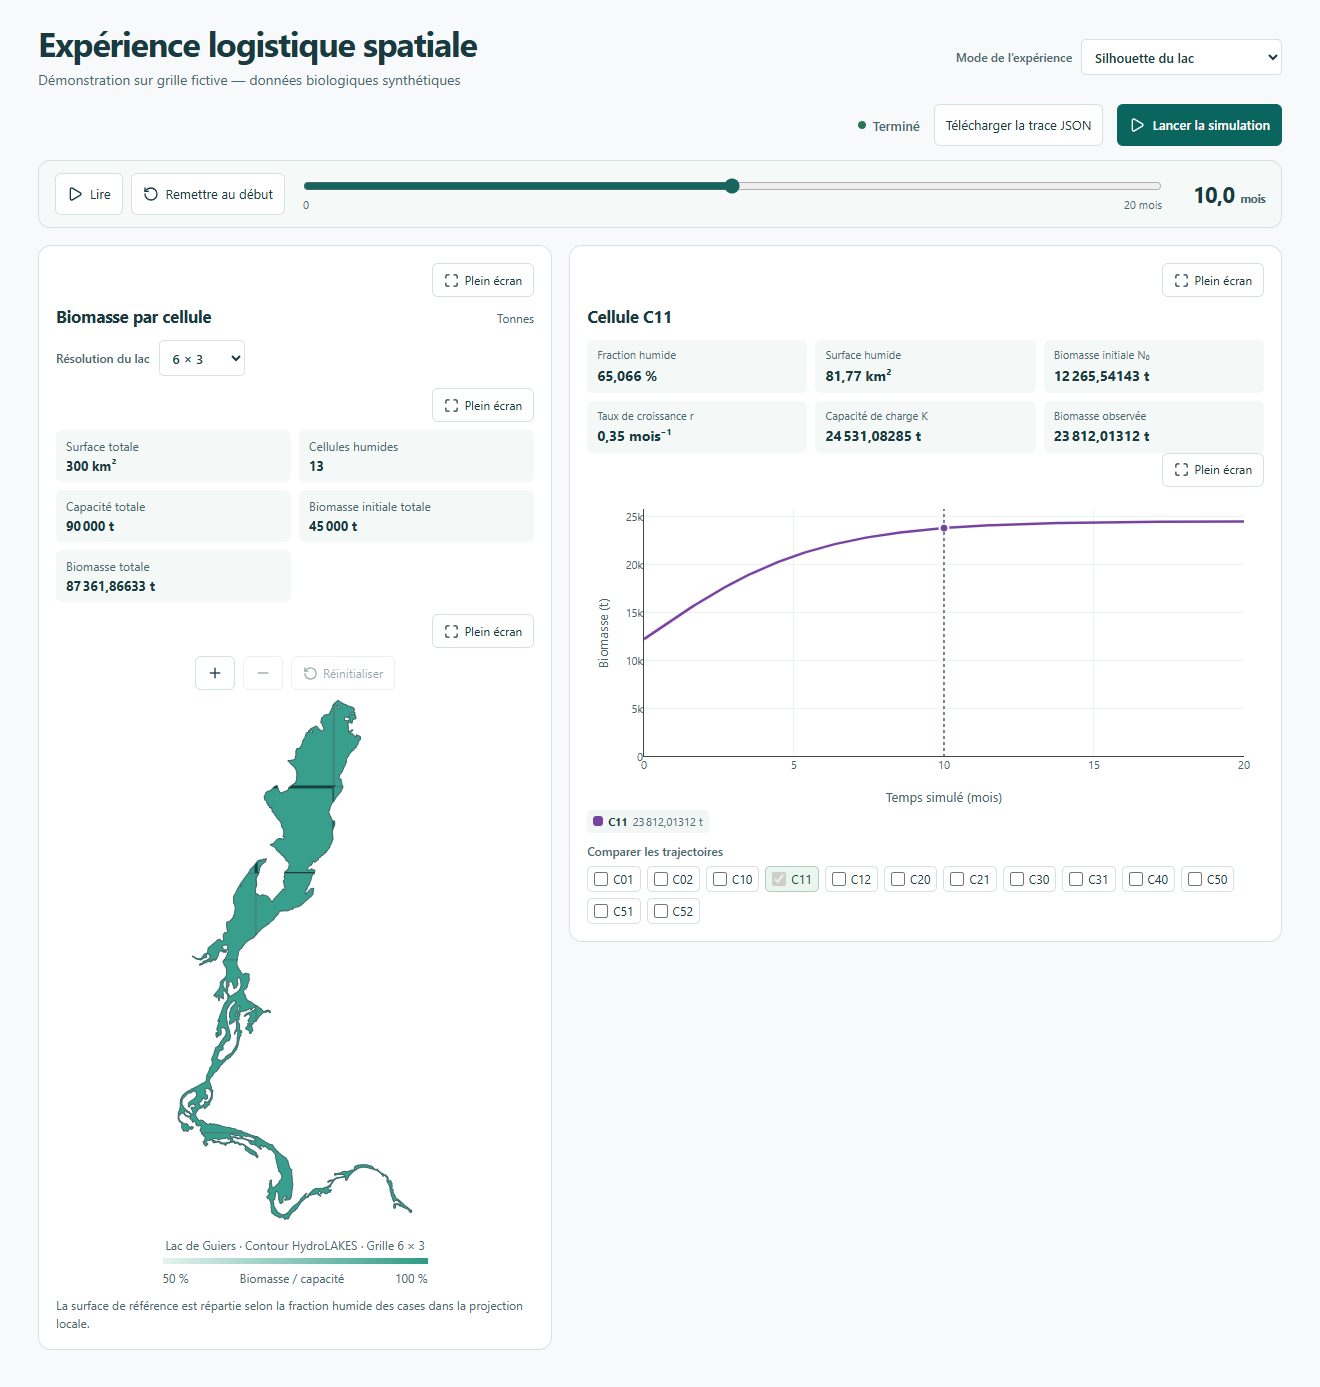 Expérience logistique spatiale
Démonstration sur grille fictive — données biologiques synthétiques
Mode de l'expérience
Silhouette du lac
Terminé
Télécharger la trace JSON
Lancer la simulation
Lire
Remettre au début
0
20 mois
10,0 mois
Plein écran
Biomasse par cellule
Tonnes
Résolution du lac
6 × 3
Plein écran
Surface totale
300 km²
Cellules humides
13
Capacité totale
90 000 t
Biomasse initiale totale
45 000 t
Biomasse totale
87 361,86633 t
Plein écran
+
−
Réinitialiser
Lac de Guiers · Contour HydroLAKES · Grille 6 × 3
50 %
Biomasse / capacité
100 %
La surface de référence est répartie selon la fraction humide des cases dans la projection
locale.
Plein écran
Cellule C11
Fraction humide
65,066 %
Surface humide
81,77 km²
Biomasse initiale N₀
12 265,54143 t
Taux de croissance r
0,35 mois⁻¹
Capacité de charge K
24 531,08285 t
Biomasse observée
23 812,01312 t
Plein écran
25k
20k
15k
10k
5k
0
Biomasse (t)
0
5
10
15
20
Temps simulé (mois)
C11 23 812,01312 t
Comparer les trajectoires
C01
C02
C10
C11
C12
C20
C21
C30
C31
C40
C50
C51
C52